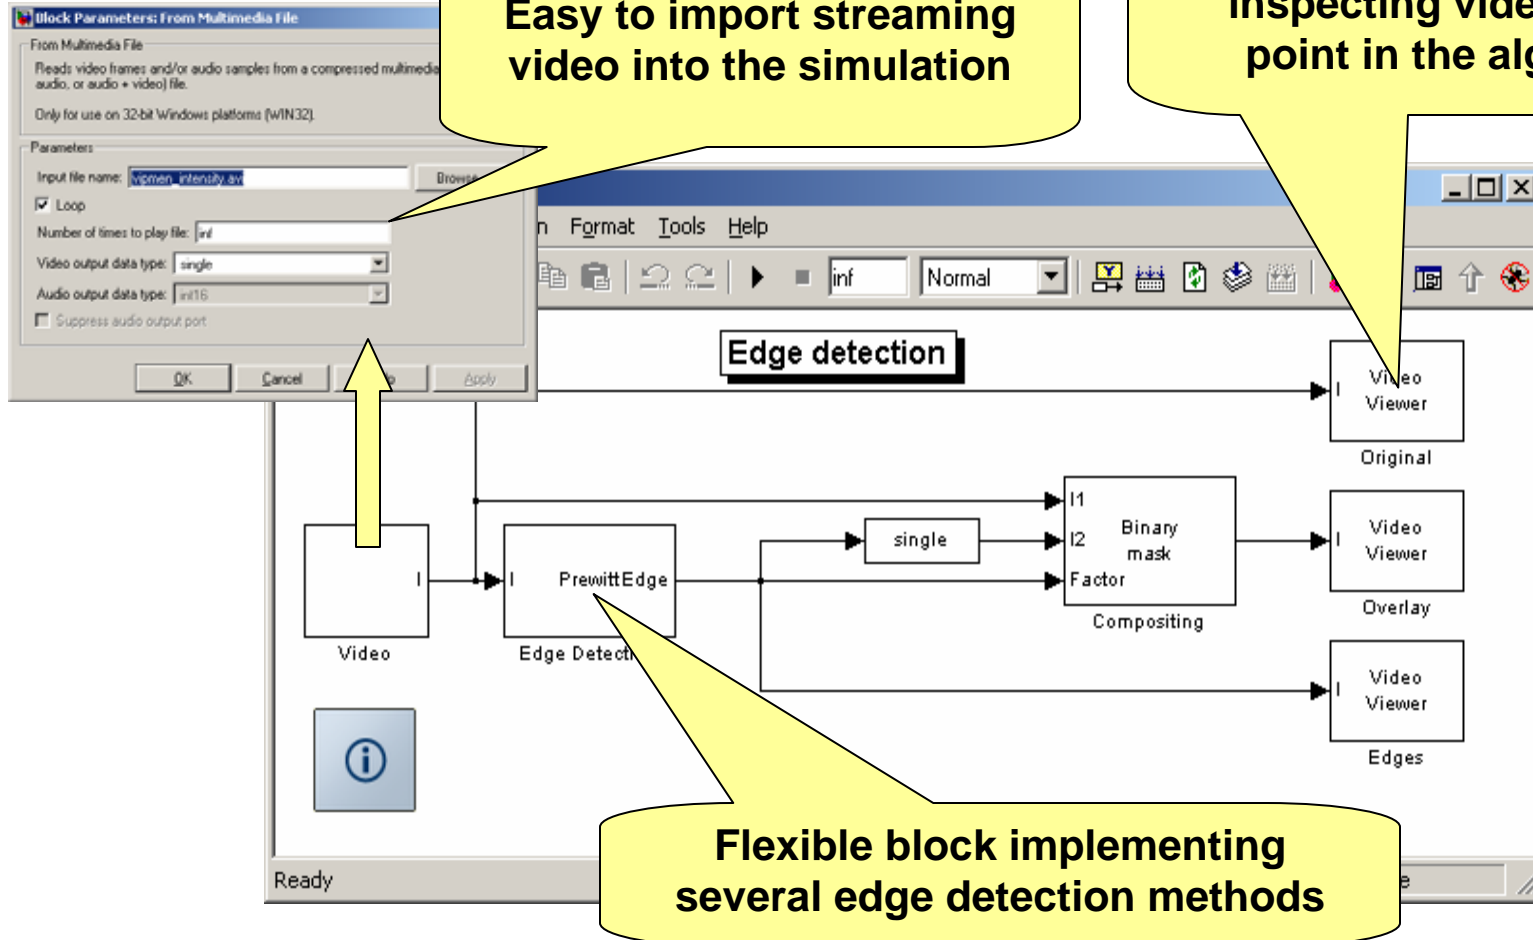 Block Parameters: From Multimedia File
From Multimedia File
Reads video frames and/or audio samples from a compressed multimedia
audio, or audio + video) file.
Only for use on 32-bit Windows platforms (WIN32).
Parameters
Input file name: vipmen_intensity.avi
Browse
Loop
Number of times to play file: inf
Video output data type: single
Audio output data type: int16
Suppress audio output port
OK Cancel Apply
Easy to import streaming
video into the simulation
point in the
Format Tools Help
inf Normal
Edge detection
Video
Viewer
I
Original
I1
I2
Factor
Binary
mask
Compositing
single
Video
Viewer
I
Overlay
I
Video
I PrewittEdge
Edge
Video
Viewer
I
Edges
Flexible block implementing
several edge detection methods
Ready